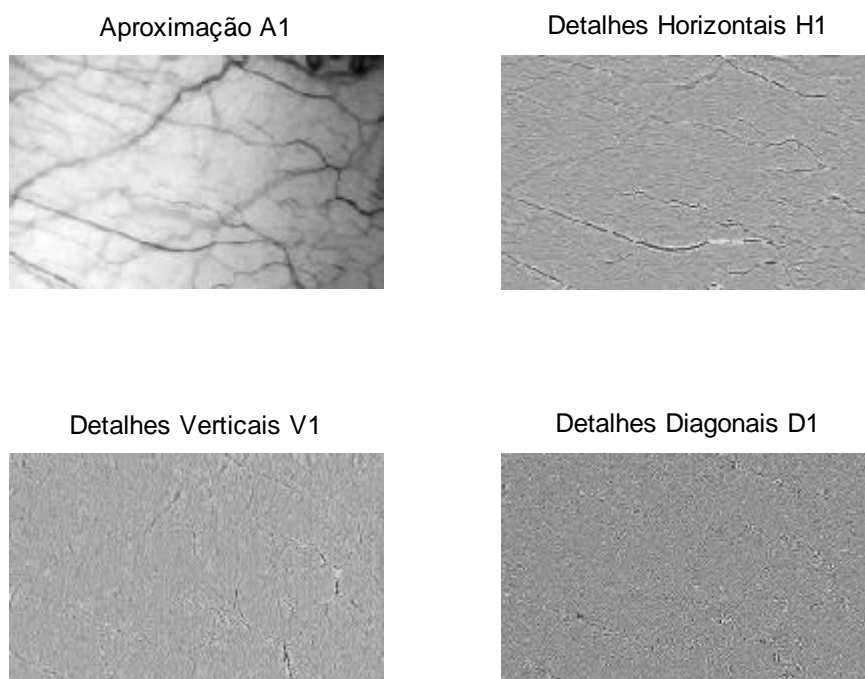 Aproximação A1
Detalhes Horizontais H1
Detalhes Verticais V1
Detalhes Diagonais D1